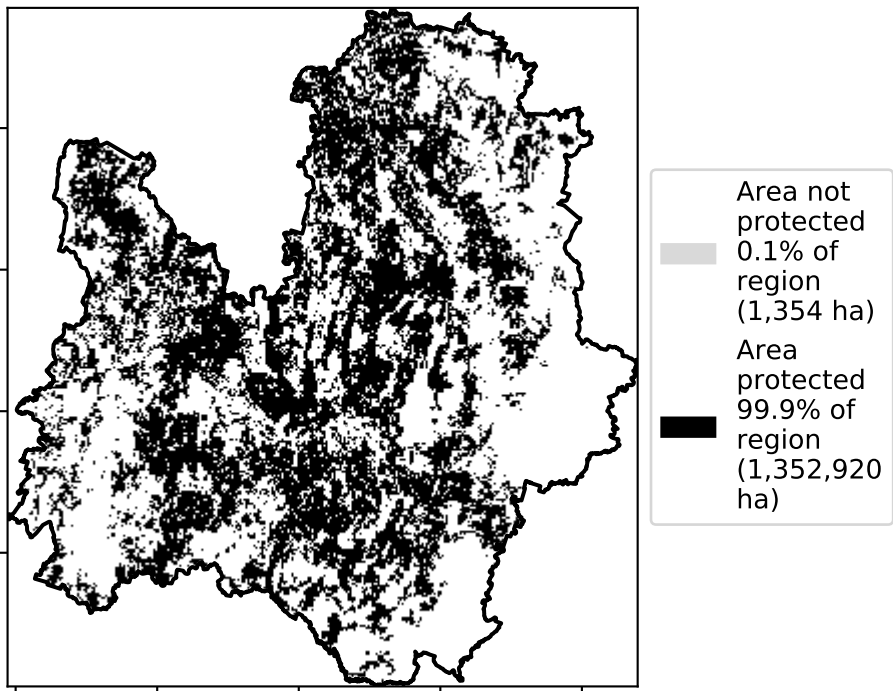 Area not
protected
0.1% of
region
(1,354 ha)
Area
protected
99.9% of
region
(1,352,920
ha)